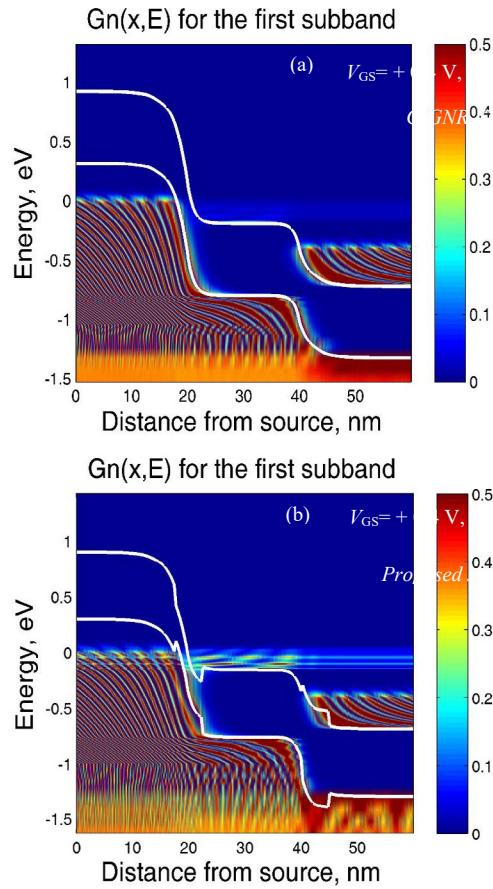 Gn(x,E) for the first subband
(a)
V_GS= + V,
GNR
Energy, eV
1
0.5
0
-0.5
-1
-1.5
0 10 20 30 40 50
Distance from source, nm
0.5
0.4
0.3
0.2
0.1
0
Gn(x,E) for the first subband
(b)
V_GS= + V,
Energy, eV
1
0.5
0
-0.5
-1
-1.5
0 10 20 30 40 50
Distance from source, nm
0.5
0.4
0.3
0.2
0.1
0